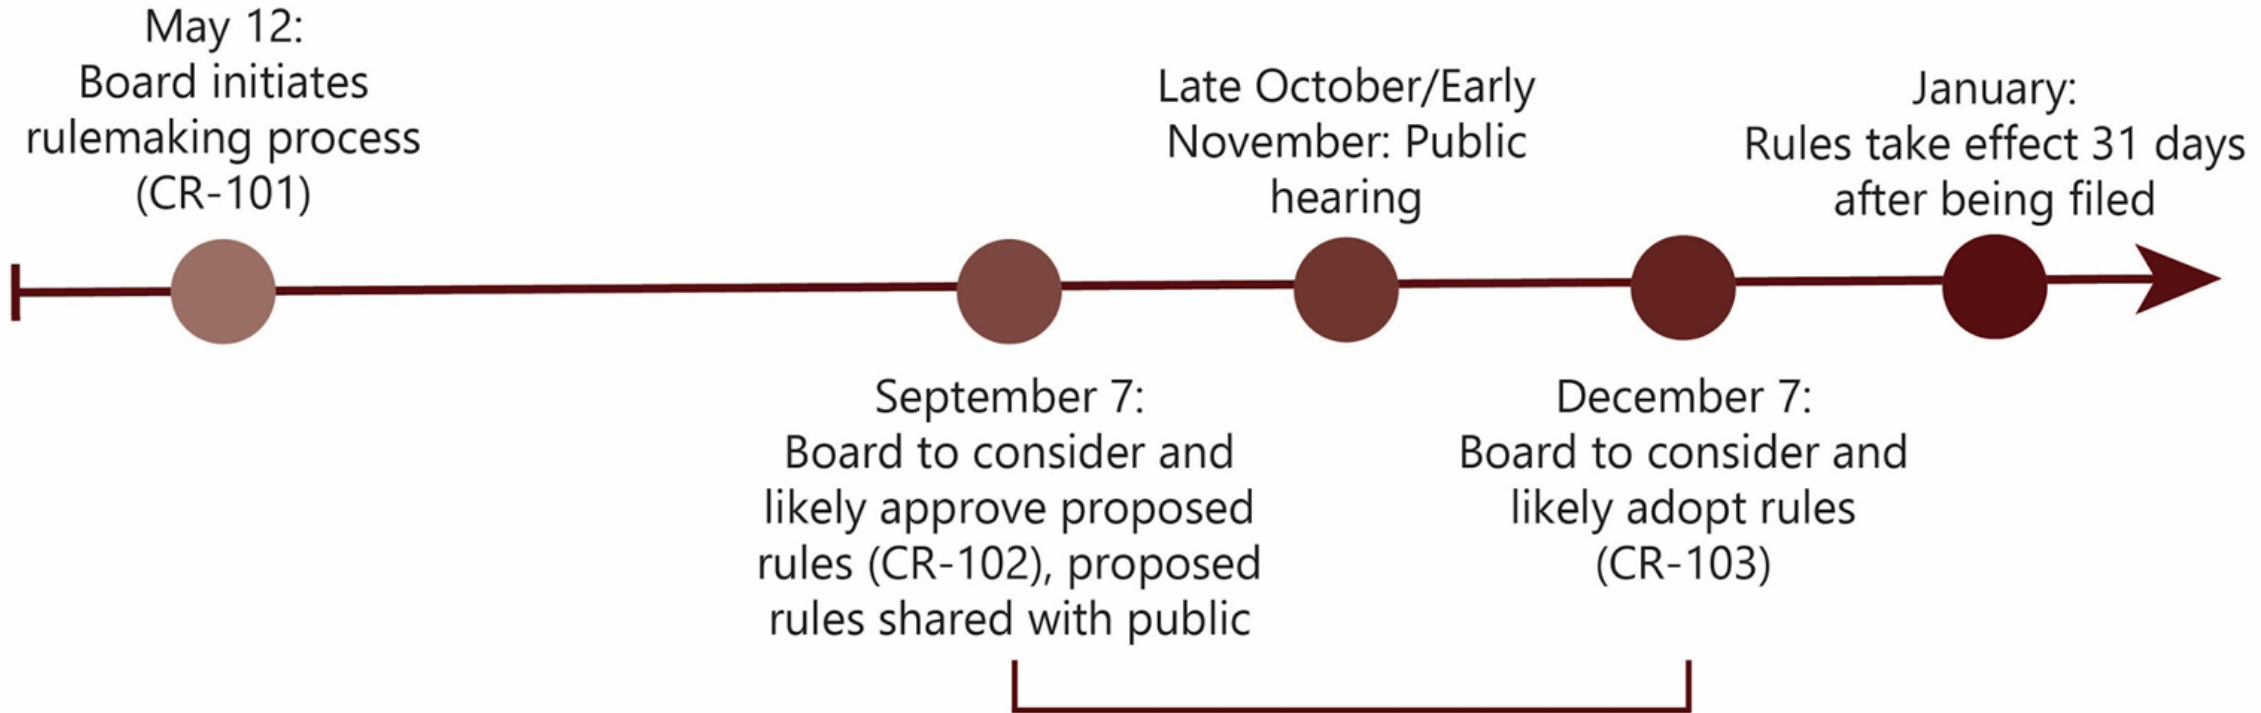 May 12:
Board initiates
rulemaking process
(CR-101)
September 7:
Board to consider and
likely approve proposed
rules (CR-102), proposed
rules shared with public
Late October/Early
November: Public
hearing
December 7:
Board to consider and
likely adopt rules
(CR-103)
January:
Rules take effect 31 days
after being filed